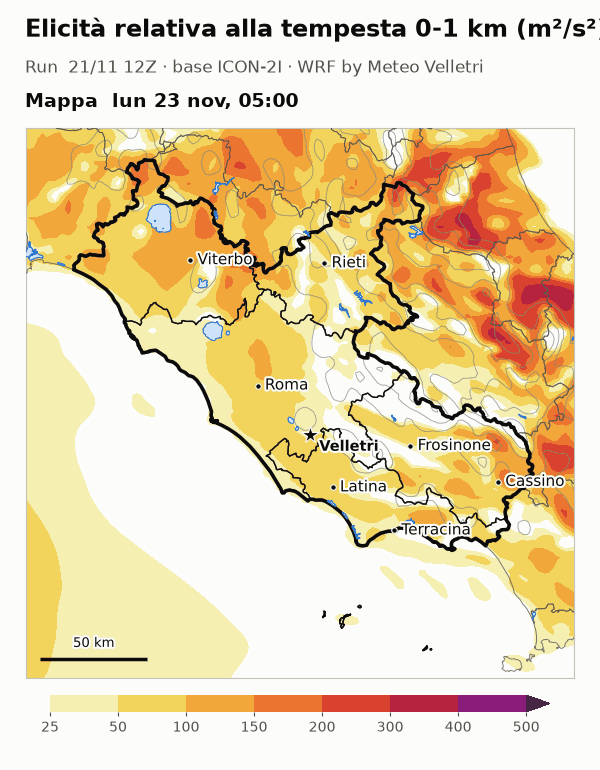 Elicità relativa alla tempesta 0-1 km (m²/s²)
Run 21/11 12Z · base ICON-2I · WRF by Meteo Velletri
Mappa lun 23 nov, 05:00
Viterbo
Rieti
Roma
Velletri
Frosinone
Latina
Cassino
Terracina
50 km
25 50 100 150 200 300 400 500